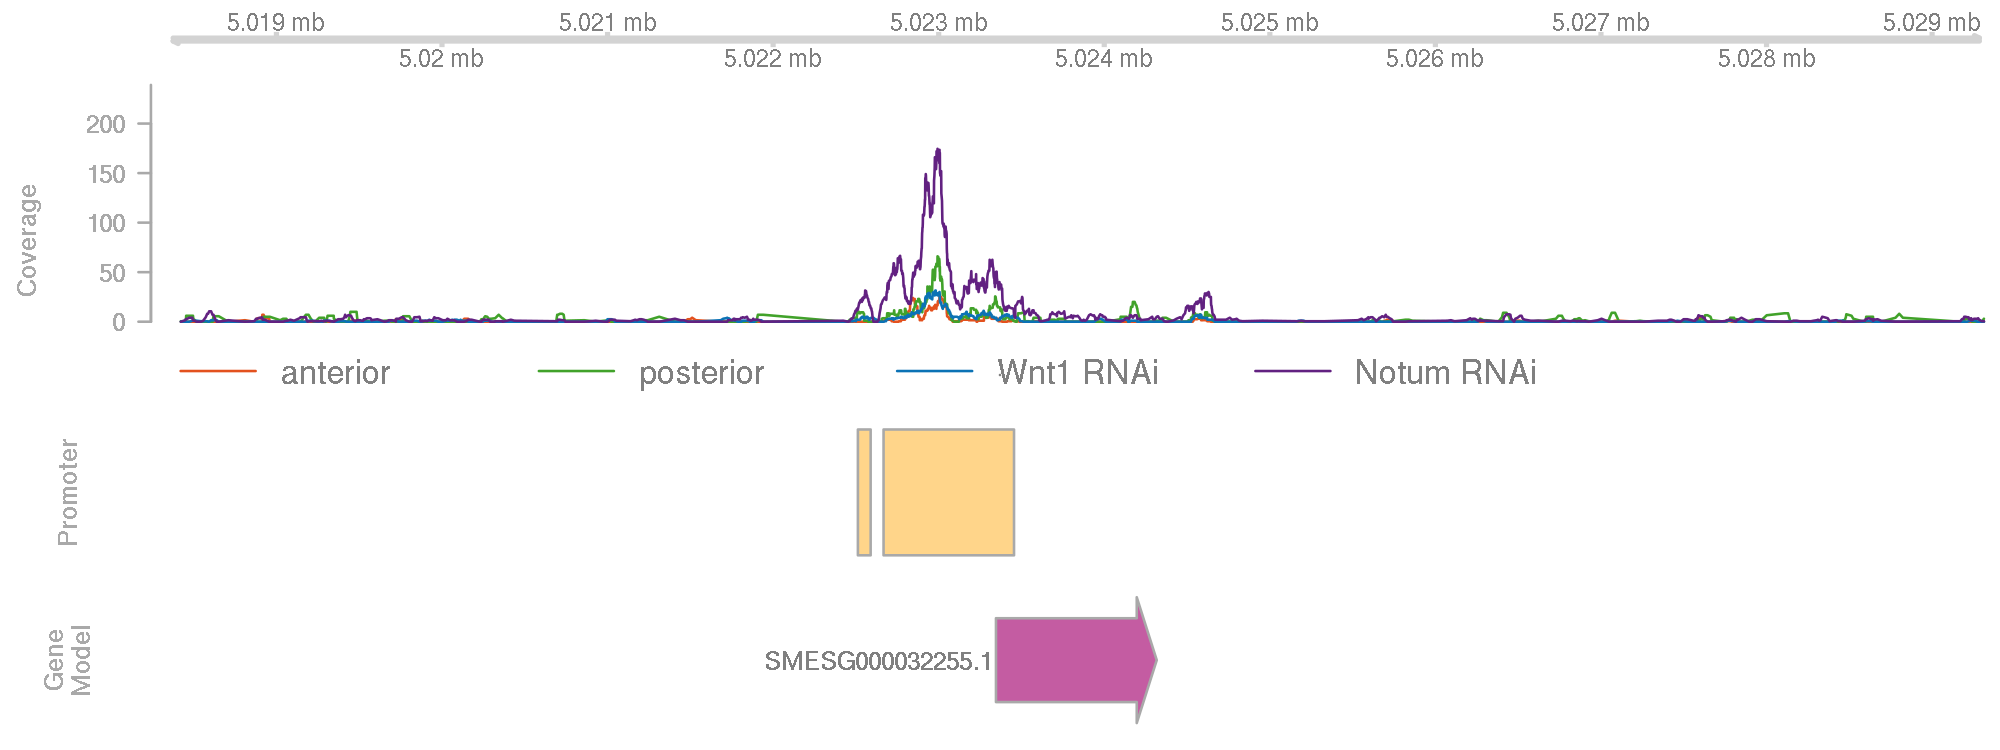 5.019 mb 5.021 mb 5.023 mb 5.025 mb 5.027 mb 5.029 mb
5.02 mb 5.022 mb 5.024 mb 5.026 mb 5.028 mb
Coverage
200
150
100
50
0
anterior posterior Wnt1 RNAi Notum RNAi
Promoter
Gene
Model
SMESG000032255.1